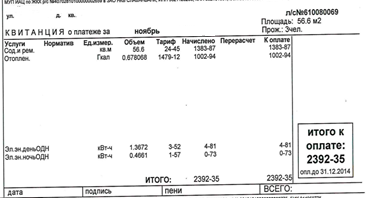 л/с№610080069
ул. д. кв.
Площадь: 56.6 м2
КВИТАНЦИЯ о платеже за ноябрь Прож.: 3чел.
Услуги Норматив Ед.измер. Объем Тариф Начислено Перерасчет К оплате
Сод.и рем. кв.м 56.6 24-45 1383-87 1383-87
Отоплен. Гкал 0.678068 1479-12 1002-94 1002-94
Эл.эн.деньОДН кВт-ч 1.3672 3-52 4-81 4-81
Эл.эн.ночьОДН кВт-ч 0.4661 1-57 0-73 0-73
ИТОГО К
оплате:
2392-35
опл.до 31.12.2014
ИТОГО: 2392-35 2392-35
дата подпись пени ВСЕГО: